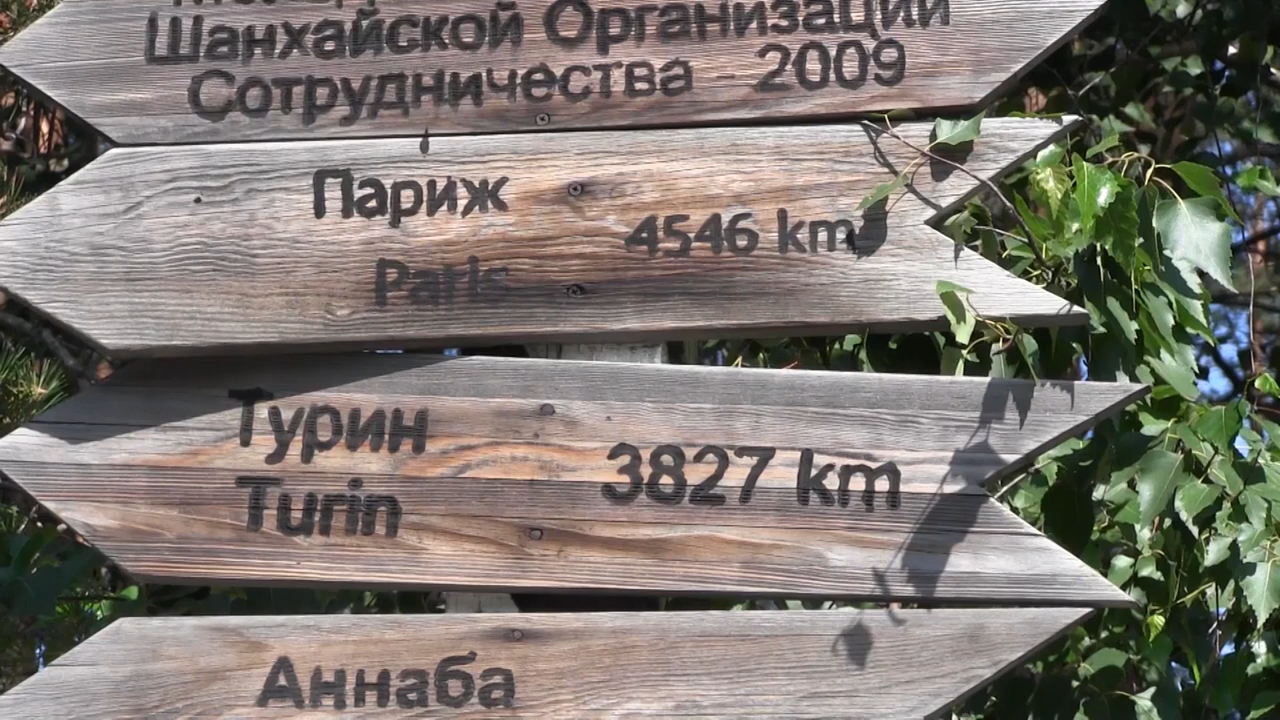 Шанхайской Организации
Сотрудничества - 2009
Париж
4546 km
Paris
Турин
3827 km
Turin
Аннаба